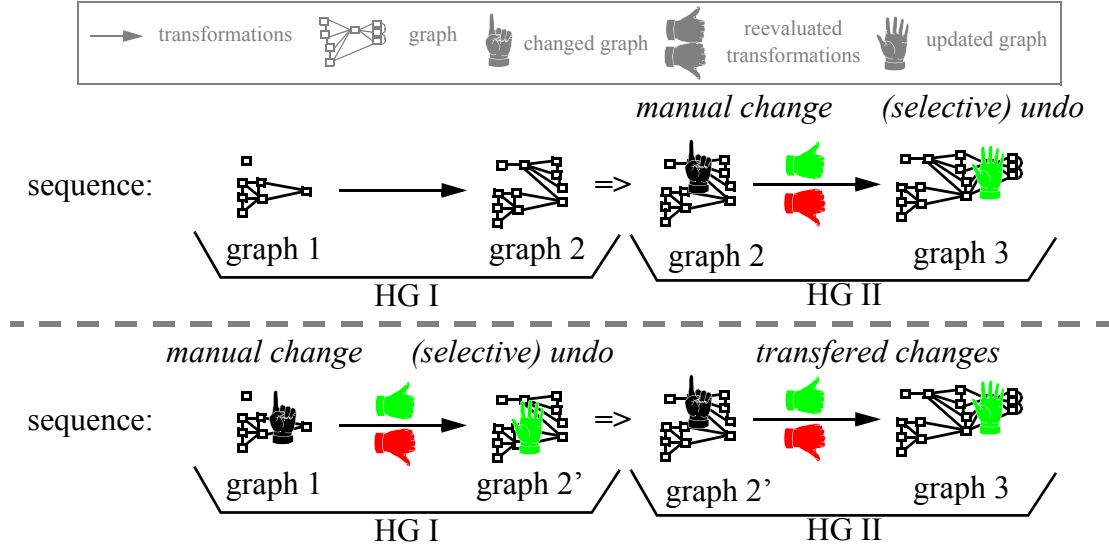 transformations graph changed graph reevaluated transformations updated graph
manual change (selective) undo
sequence: =>
graph 1 graph 2 graph 2 graph 3
HG I HG II
manual change (selective) undo transfered changes
sequence: =>
graph 1 graph 2’ graph 2’ graph 3
HG I HG II